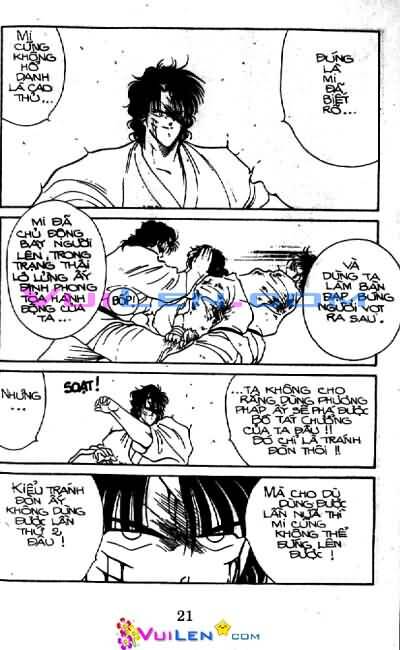 MI
CŨNG
KHÔNG
HỔ
DANH
LÀ CAO
THỦ...
ĐÚNG
LÀ
MI
ĐÃ
BIẾT
RÕ...
MI ĐÃ
CHỦ ĐỘNG
BAY NGƯỜI
LÊN, TRONG
TRẠNG THÁI
LƠ LỬNG ẤY
ĐỊNH PHONG
TỎA HÀNH
ĐỘNG CỦA
TA...
BỐP!
VÀ
DÙNG TA
LÀM BÀN
ĐẠP, DÙNG
NGƯỜI VỌT
RA SAU.
VUILEN.COM
NHƯNG
...
SOẠT!
...TA KHÔNG CHO
RẰNG DÙNG PHƯƠNG
PHÁP ẤY SẼ PHÁ ĐƯỢC
BỒ TÁT CHƯỞNG
CỦA TA ĐÂU!!
ĐÓ CHỈ LÀ TRÁNH
ĐÒN THÔI!!
KIỂU TRÁNH
ĐÒN ẤY
KHÔNG DÙNG
ĐƯỢC LẦN
THỨ 2
ĐÂU!
MÀ CHO DÙ
DÙNG ĐƯỢC
LẦN NỮA THÌ
MI CŨNG
KHÔNG THỂ
ĐỨNG LÊN
ĐƯỢC!
21
VUILEN.COM